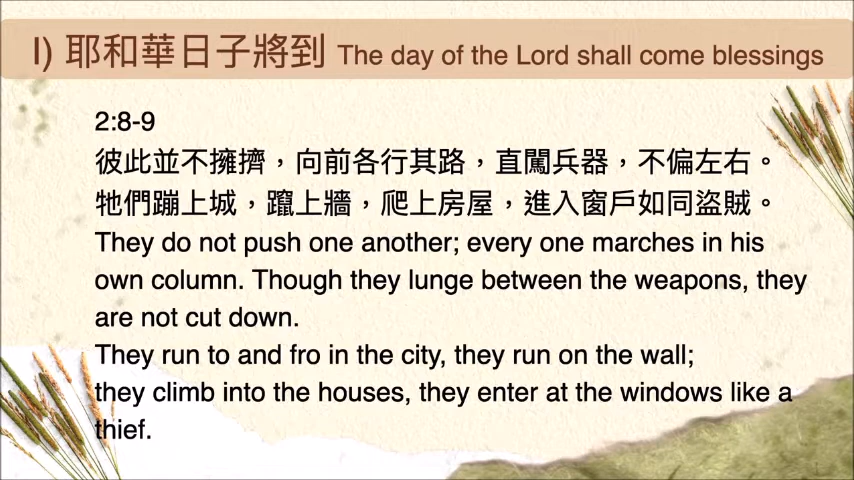 I) 耶和華日子將到 The day of the Lord shall come blessings
2:8-9
彼此並不擁擠，向前各行其路，直闖兵器，不偏左右。
牠們蹦上城，躥上牆，爬上房屋，進入窗戶如同盜賊。
They do not push one another; every one marches in his
own column. Though they lunge between the weapons, they
are not cut down.
They run to and fro in the city, they run on the wall;
they climb into the houses, they enter at the windows like a
thief.